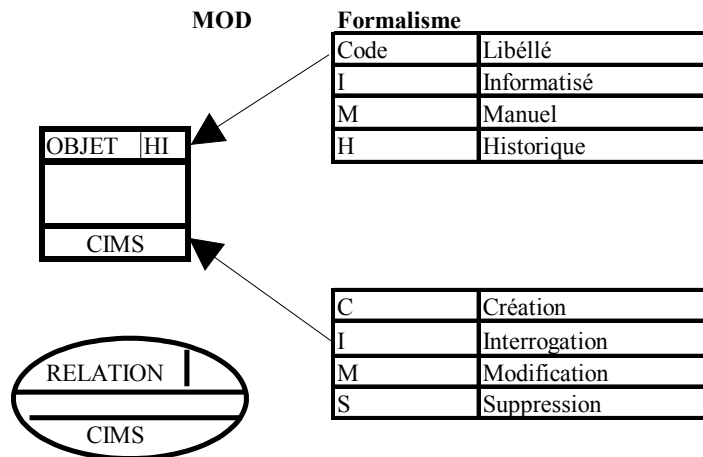 MOD Formalisme
Code Libéllé
I Informatisé
M Manuel
H Historique
OBJET HI
CIMS
C Création
I Interrogation
M Modification
S Suppression
RELATION
CIMS